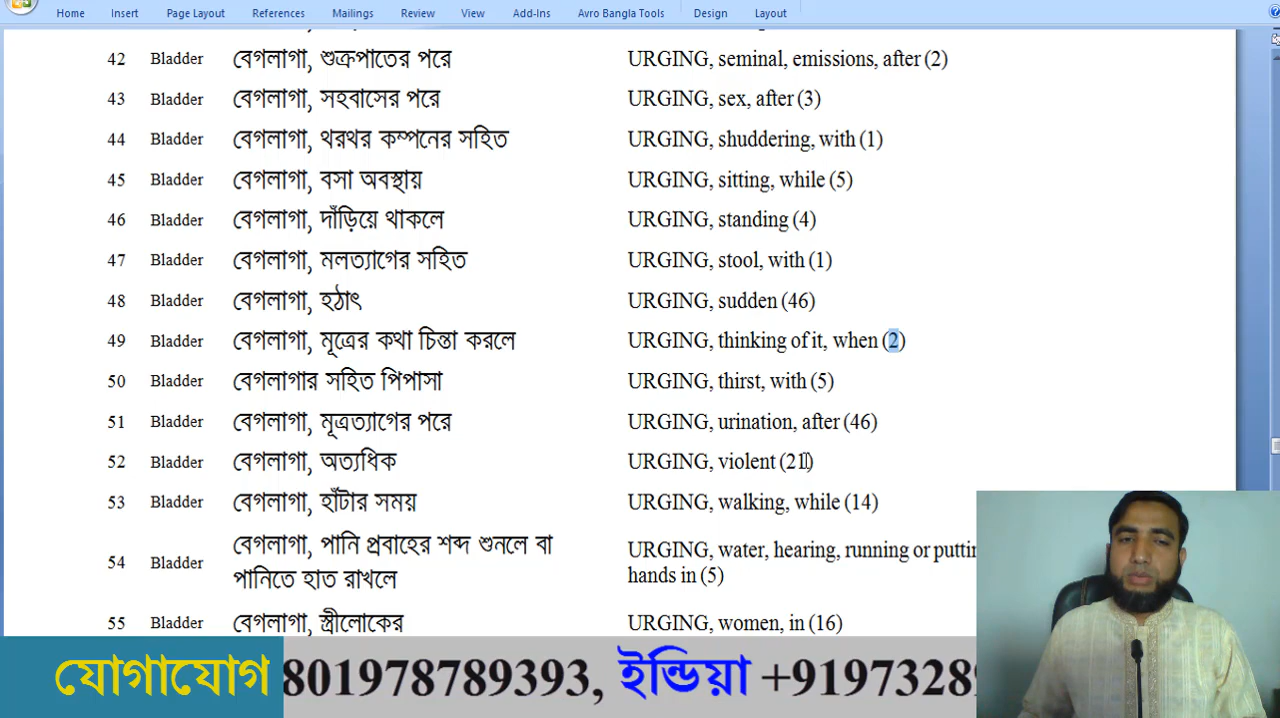 Home Insert Page Layout References Mailings Review View Add-Ins Avro Bangla Tools Design Layout
42 Bladder বেগলাগা, শুক্রপাতের পরে URGING, seminal, emissions, after (2)
43 Bladder বেগলাগা, সহবাসের পরে URGING, sex, after (3)
44 Bladder বেগলাগা, থরথর কম্পনের সহিত URGING, shuddering, with (1)
45 Bladder বেগলাগা, বসা অবস্থায় URGING, sitting, while (5)
46 Bladder বেগলাগা, দাঁড়িয়ে থাকলে URGING, standing (4)
47 Bladder বেগলাগা, মলত্যাগের সহিত URGING, stool, with (1)
48 Bladder বেগলাগা, হঠাৎ URGING, sudden (46)
49 Bladder বেগলাগা, মূত্রের কথা চিন্তা করলে URGING, thinking of it, when (2)
50 Bladder বেগলাগার সহিত পিপাসা URGING, thirst, with (5)
51 Bladder বেগলাগা, মূত্রত্যাগের পরে URGING, urination, after (46)
52 Bladder বেগলাগা, অত্যধিক URGING, violent (21)
53 Bladder বেগলাগা, হাঁটার সময় URGING, walking, while (14)
54 Bladder বেগলাগা, পানি প্রবাহের শব্দ শুনলে বা URGING, water, hearing, running or puttin
পানিতে হাত রাখলে hands in (5)
55 Bladder বেগলাগা, স্ত্রীলোকের URGING, women, in (16)
যোগাযোগ 801978789393, ইন্ডিয়া +91973289